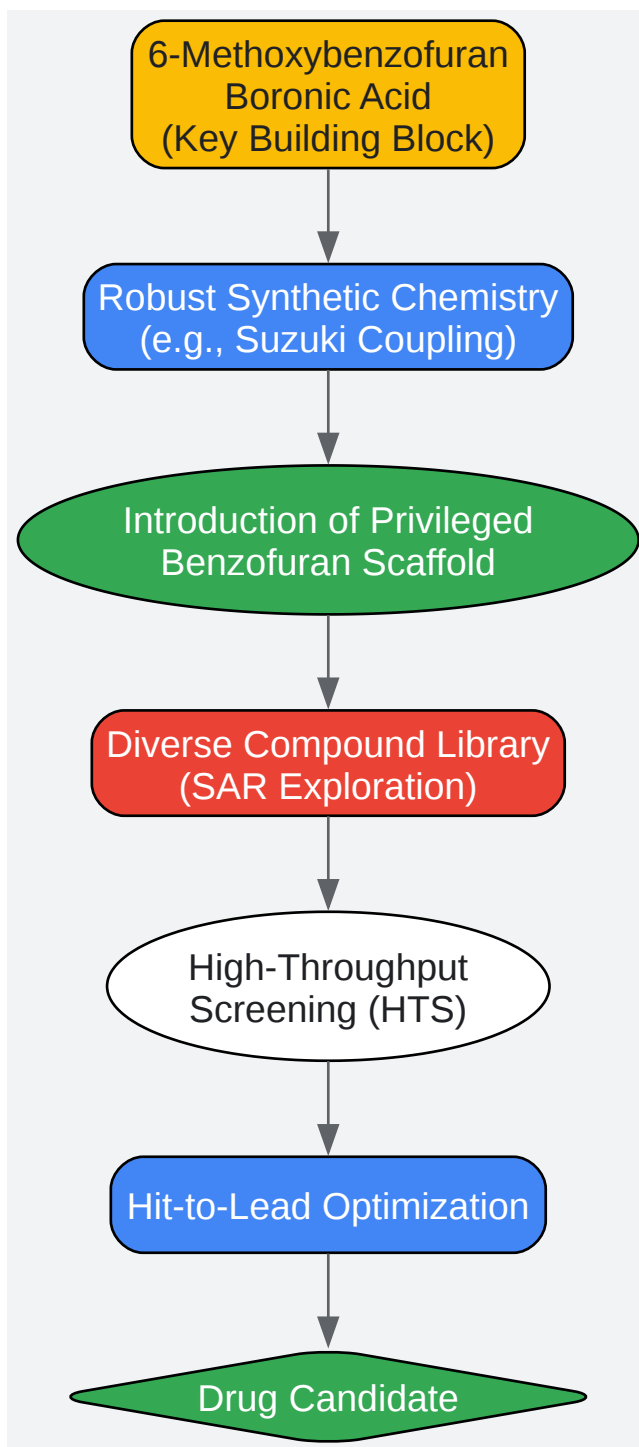 6-Methoxybenzofuran
Boronic Acid
(Key Building Block)
Robust Synthetic Chemistry
(e.g., Suzuki Coupling)
Introduction of Privileged
Benzofuran Scaffold
Diverse Compound Library
(SAR Exploration)
High-Throughput
Screening (HTS)
Hit-to-Lead Optimization
Drug Candidate